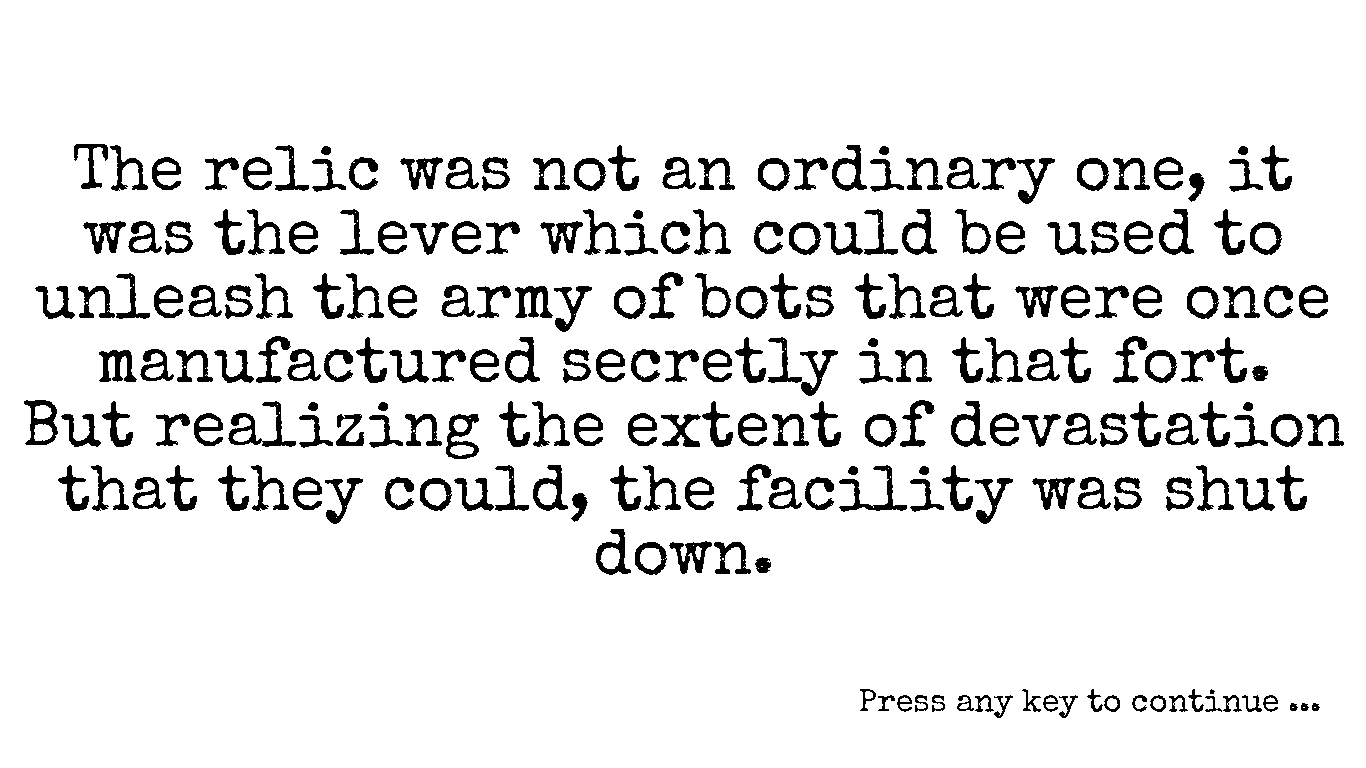 The relic was not an ordinary one, it
was the lever which could be used to
unleash the army of bots that were once
manufactured secretly in that fort.
But realizing the extent of devastation
that they could, the facility was shut
down.
Press any key to continue ...